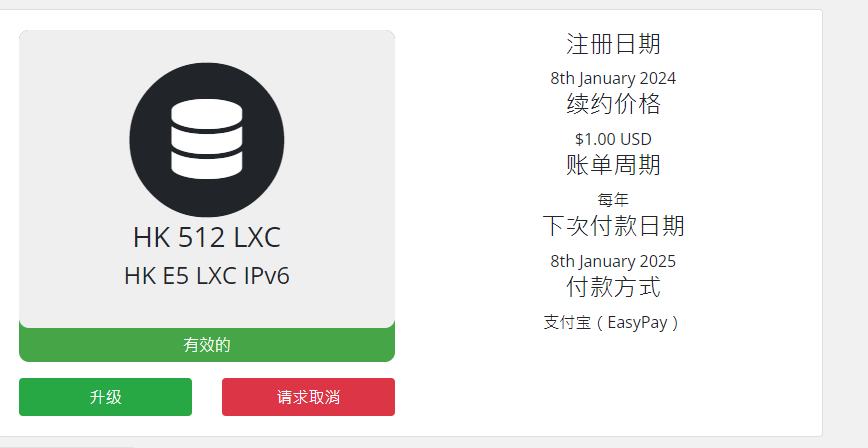 HK 512 LXC
HK E5 LXC IPv6
有效的
升级
请求取消
注册日期
8th January 2024
续约价格
$1.00 USD
账单周期
每年
下次付款日期
8th January 2025
付款方式
支付宝（EasyPay）